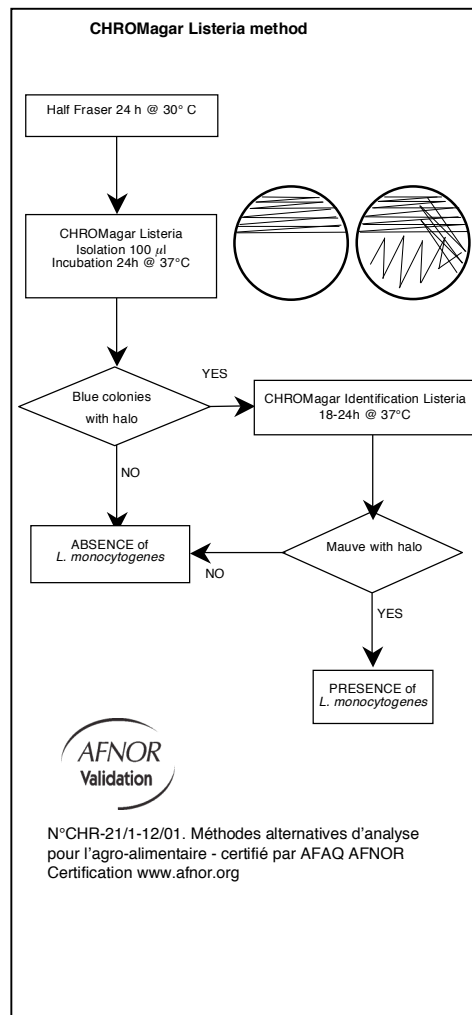 CHROMagar Listeria method
Half Fraser 24 h @ 30° C
CHROMagar Listeria
Isolation 100 µl
Incubation 24h @ 37°C
Blue colonies
with halo
YES
CHROMagar Identification Listeria
18-24h @ 37°C
NO
ABSENCE of
L. monocytogenes
NO
Mauve with halo
YES
PRESENCE of
L. monocytogenes
AFNOR
Validation
N°CHR-21/1-12/01. Méthodes alternatives d'analyse
pour l'agro-alimentaire - certifié par AFAQ AFNOR
Certification www.afnor.org